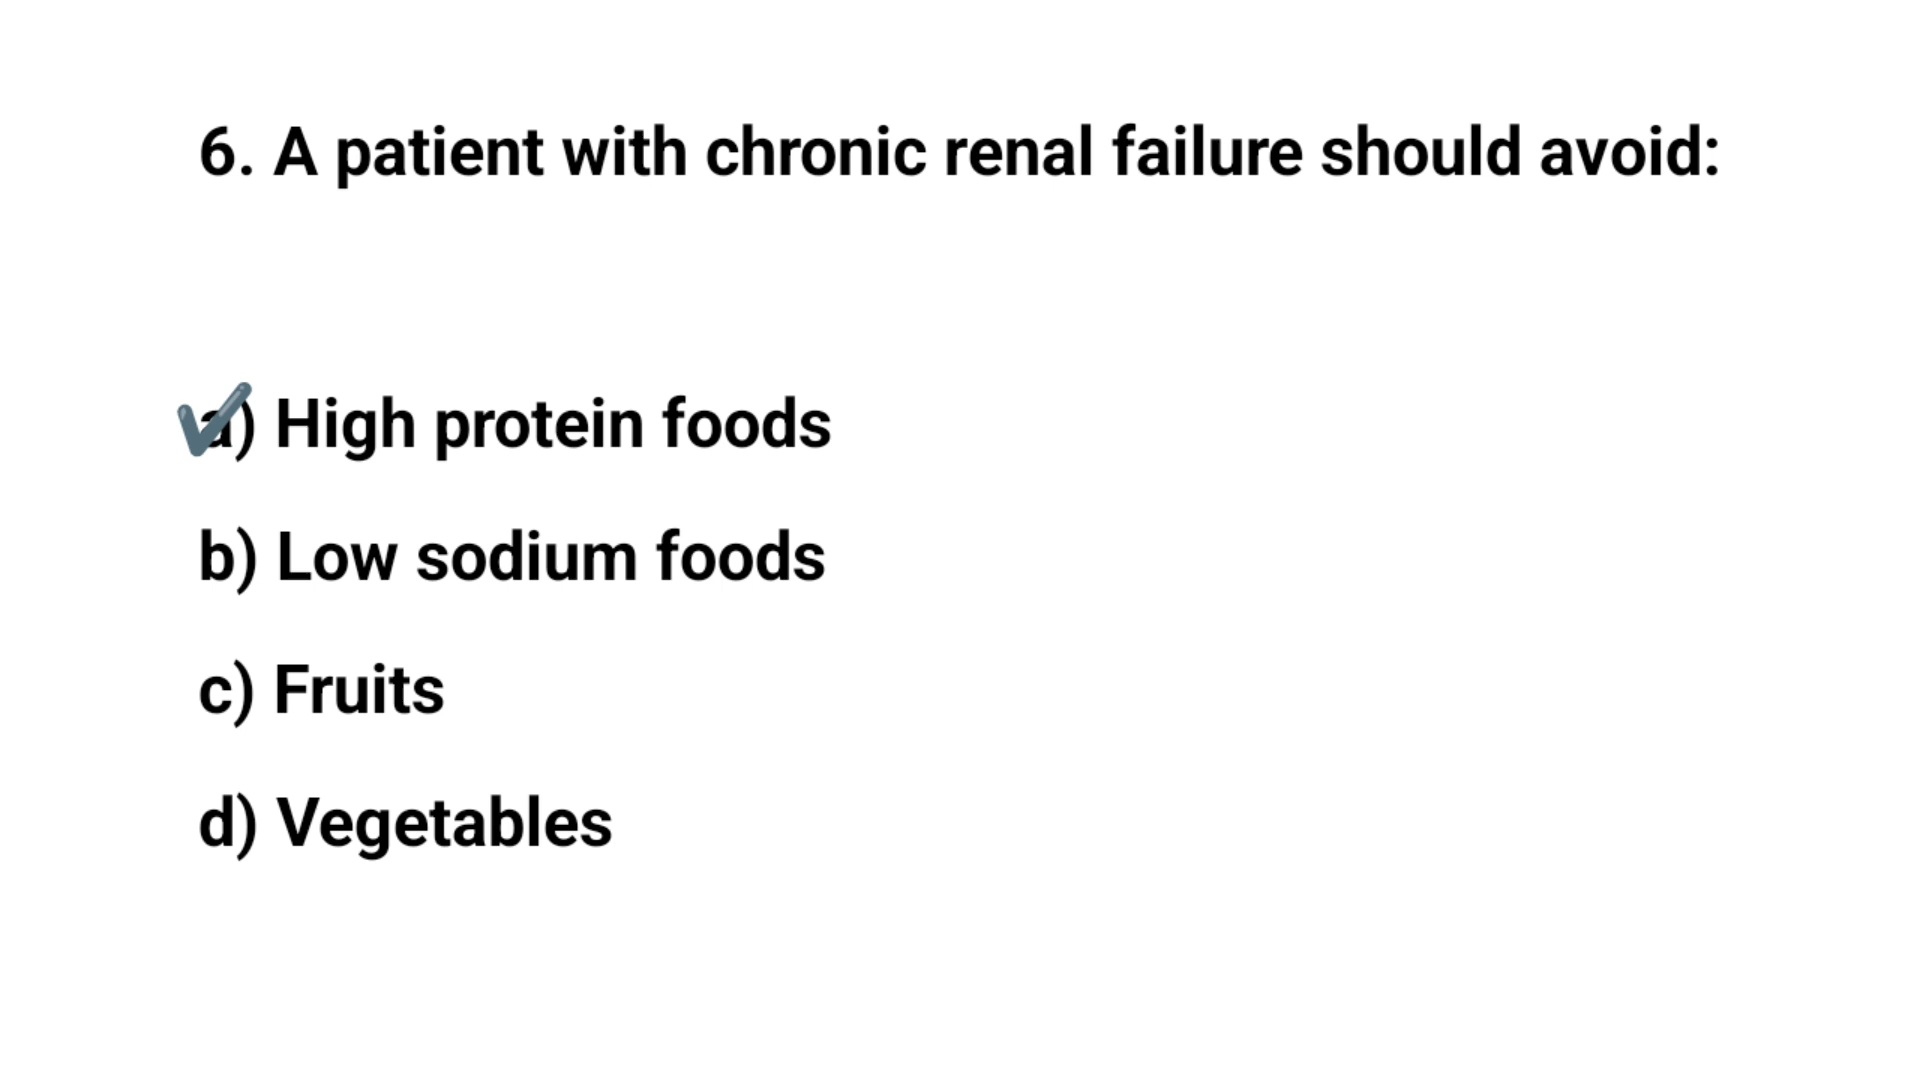 6. A patient with chronic renal failure should avoid:
a) High protein foods
b) Low sodium foods
c) Fruits
d) Vegetables